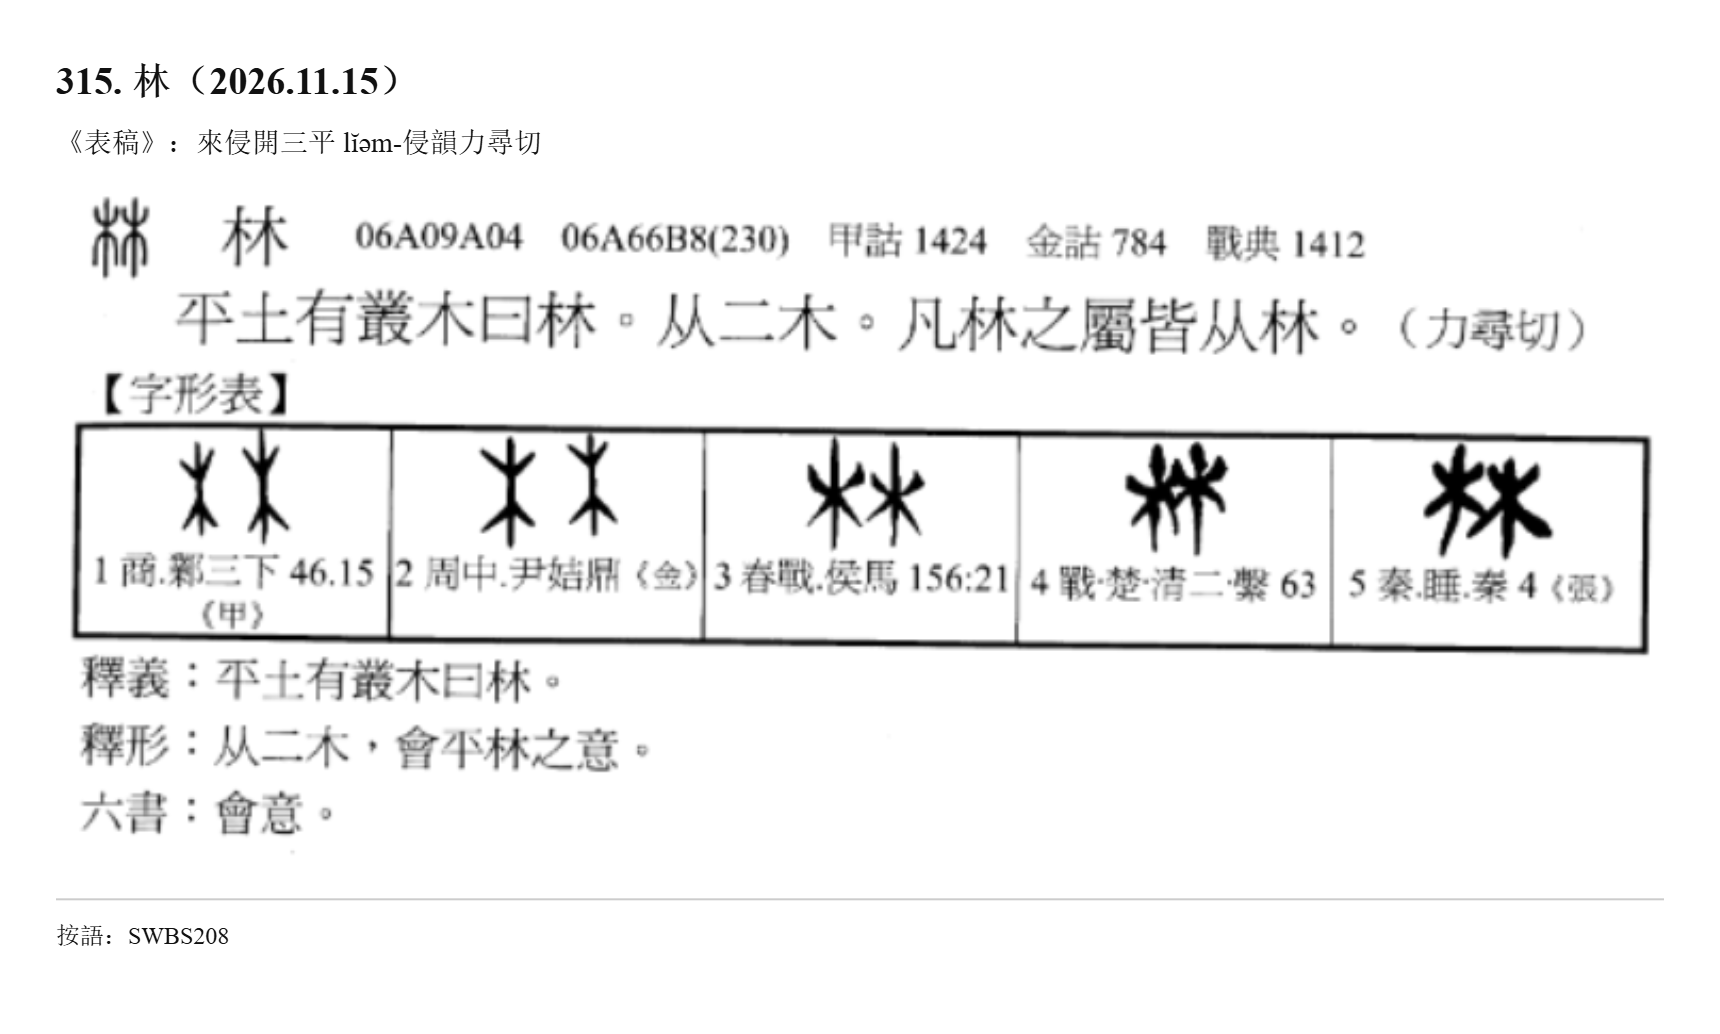 315. 林（2026.11.15）
《表稿》：來侵開三平 lĭəm-侵韻力尋切
林 06A09A04 06A66B8(230) 甲詁 1424 金詁 784 戰典 1412
平土有叢木曰林。从二木。凡林之屬皆从林。（力尋切）
【字形表】
1 商.鄴三下 46.15《甲》
2 周中.尹姞鼎《金》
3 春戰.侯馬 156:21
4 戰·楚·清二·繫 63
5 秦.睡.秦 4《張》
釋義：平土有叢木曰林。
釋形：从二木，會平林之意。
六書：會意。
按語：SWBS208